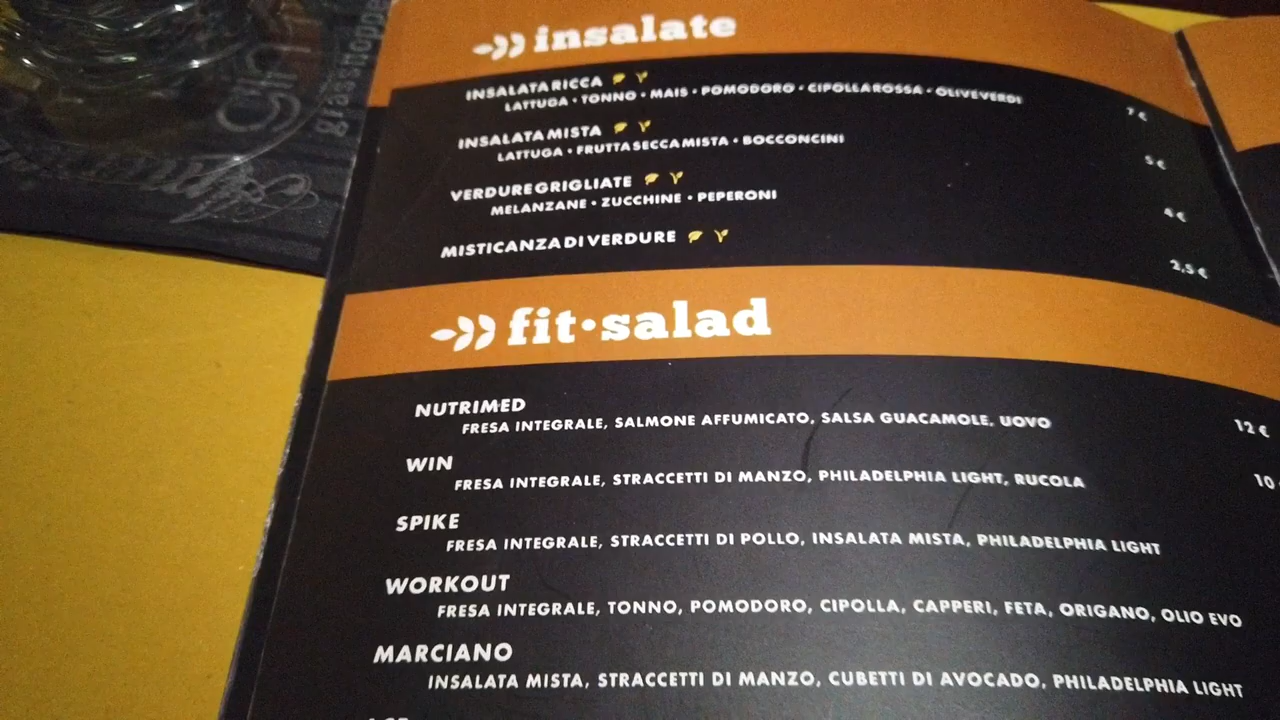 gin
grasshopper
insalate
INSALATA RICCA
LATTUGA • TONNO • MAIS • POMODORO • CIPOLLA ROSSA • OLIVE VERDI
7 €
INSALATA MISTA
LATTUGA • FRUTTA SECCA MISTA • BOCCONCINI
5 €
VERDURE GRIGLIATE
MELANZANE • ZUCCHINE • PEPERONI
4 €
MISTICANZA DI VERDURE
2,5 €
fit•salad
NUTRIMED
FRESA INTEGRALE, SALMONE AFFUMICATO, SALSA GUACAMOLE, UOVO
12 €
WIN
FRESA INTEGRALE, STRACCETTI DI MANZO, PHILADELPHIA LIGHT, RUCOLA
10
SPIKE
FRESA INTEGRALE, STRACCETTI DI POLLO, INSALATA MISTA, PHILADELPHIA LIGHT
WORKOUT
FRESA INTEGRALE, TONNO, POMODORO, CIPOLLA, CAPPERI, FETA, ORIGANO, OLIO EVO
MARCIANO
INSALATA MISTA, STRACCETTI DI MANZO, CUBETTI DI AVOCADO, PHILADELPHIA LIGHT